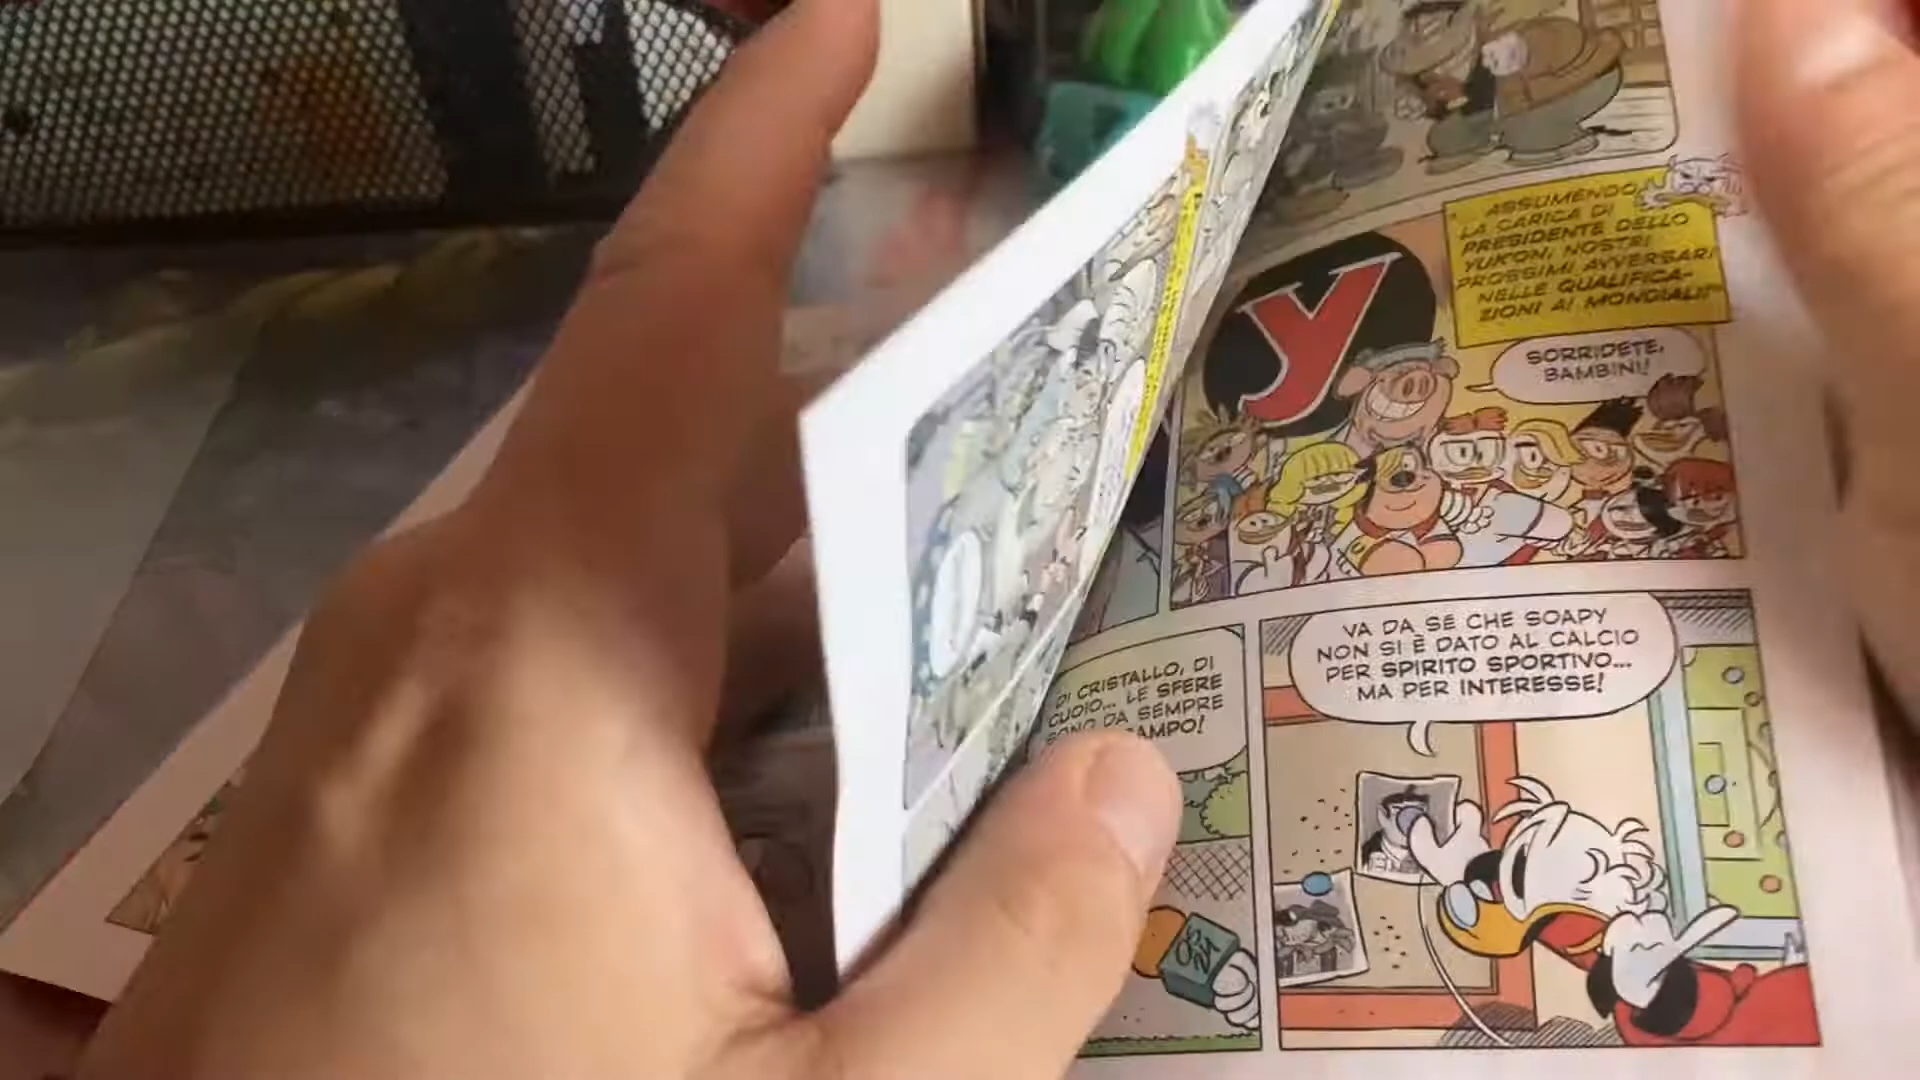 "... ASSUMENDO
LA CARICA DI
PRESIDENTE DELLO
YUKON, NOSTRI
PROSSIMI AVVERSARI
NELLE QUALIFICA-
ZIONI AI MONDIALI!"
Y
SORRIDETE,
BAMBINI!
DI CRISTALLO, DI
CUOIO... LE SFERE
SONO DA SEMPRE
CAMPO!
VA DA SÉ CHE SOAPY
NON SI È DATO AL CALCIO
PER SPIRITO SPORTIVO...
MA PER INTERESSE!